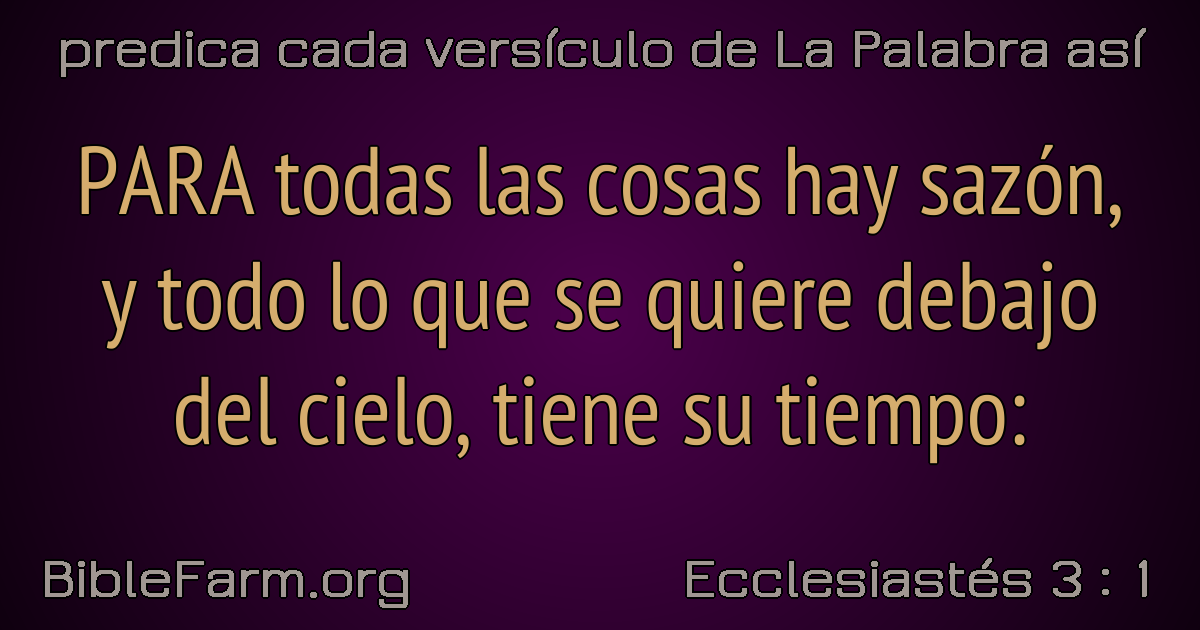 predica cada versículo de La Palabra así
PARA todas las cosas hay sazón,
y todo lo que se quiere debajo
del cielo, tiene su tiempo:
BibleFarm.org
Ecclesiastés 3 : 1